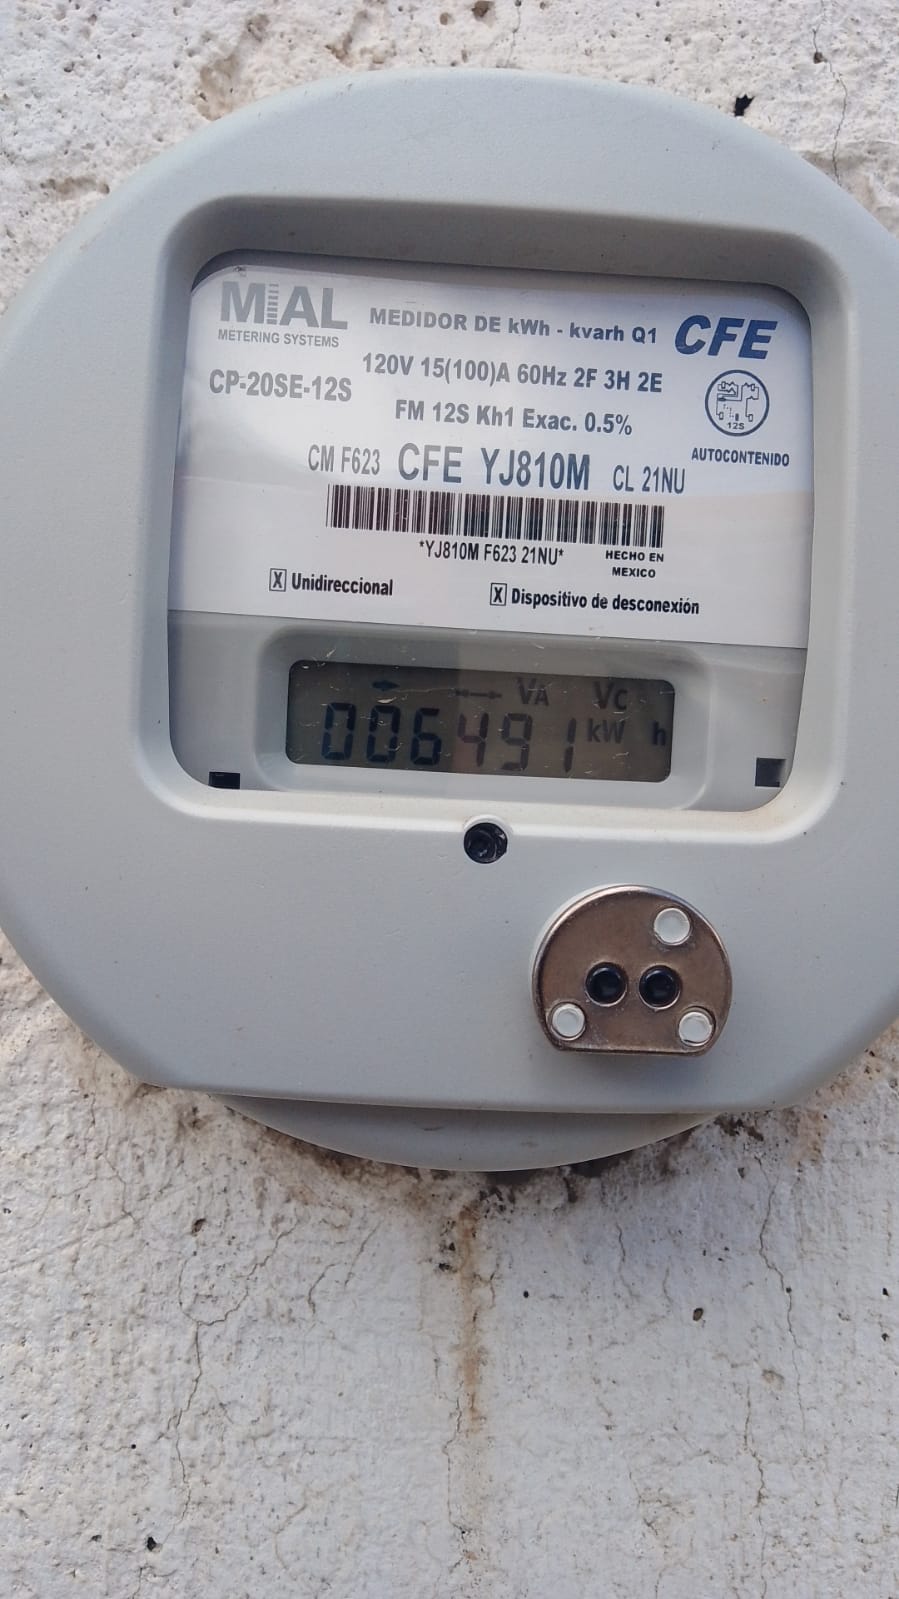 MIAL
METERING SYSTEMS
MEDIDOR DE kWh - kvarh Q1
CFE
CP-20SE-12S
120V 15(100)A 60Hz 2F 3H 2E
FM 12S Kh1 Exac. 0.5%
12S
AUTOCONTENIDO
CM F623 CFE YJ810M CL 21NU
*YJ810M F623 21NU*
HECHO EN
MEXICO
X Unidireccional
X Dispositivo de desconexión
VA VC
006491 kW h